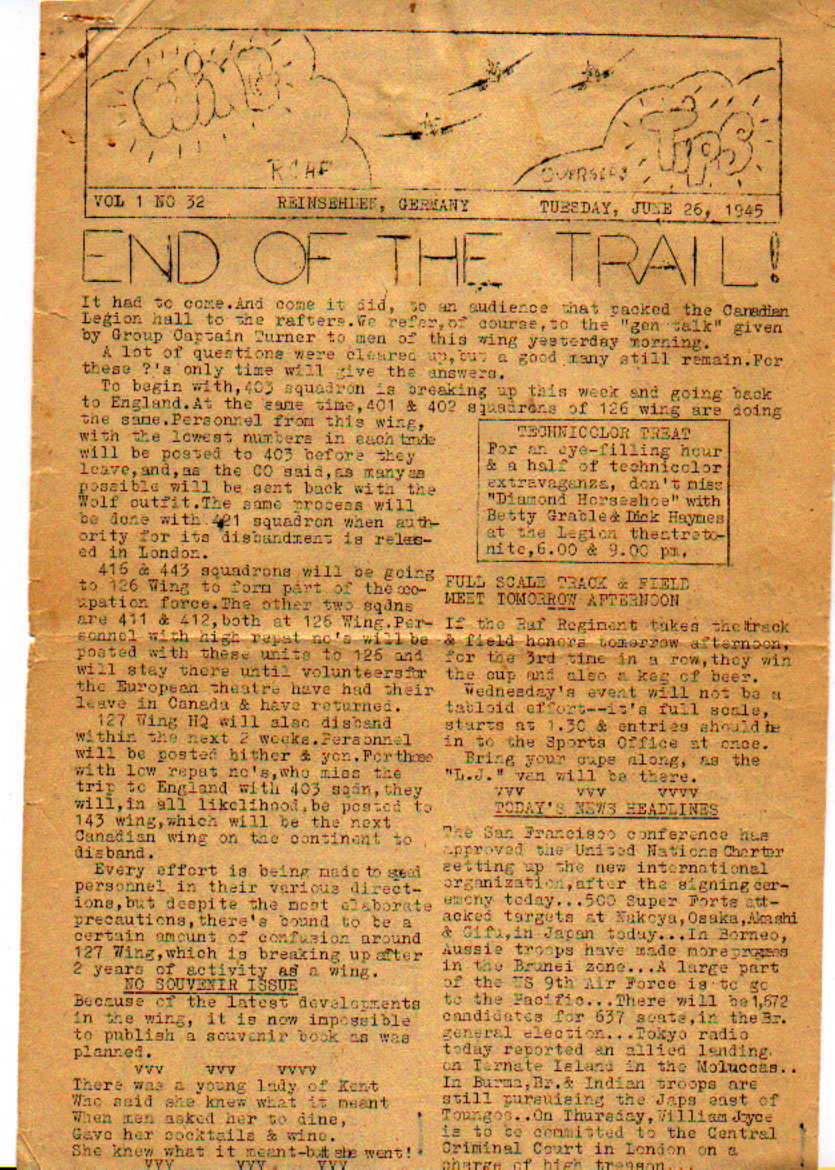 WING
TIPS
RCAF
OVERSEAS
VOL 1 NO 32 REINSEHLEN, GERMANY TUESDAY, JUNE 26, 1945
END OF THE TRAIL!
It had to come.And come it did, to an audience that packed the Canadian
Legion hall to the rafters.We refer,of course,to the "gen talk" given
by Group Captain Turner to men of this wing yesterday morning.
A lot of questions were cleared up,but a good many still remain.For
these ?'s only time will give the answers.
To begin with,403 squadron is breaking up this week and going back
to England.At the same time,401 & 402 squadrons of 126 wing are doing
the same.Personnel from this wing,
with the lowest numbers in each trade
will be posted to 403 before they
leave,and,as the CO said,as many as
possible will be sent back with the
Wolf outfit.The same process will
be done with 421 squadron when auth-
ority for its disbandment is releas-
ed in London.
416 & 443 squadrons will be going
to 126 Wing to form part of the occ-
upation force.The other two sqdns
are 411 & 412,both at 126 Wing.Per-
sonnel with high repat no's will be
posted with these units to 126 and
will stay there until volunteers for
the European theatre have had their
leave in Canada & have returned.
127 Wing HQ will also disband
within the next 2 weeks.Personnel
will be posted hither & yon.For those
with low repat no's,who miss the
trip to England with 403 sqdn,they
will,in all likelihood,be posted to
143 wing,which will be the next
Canadian wing on the continent to
disband.
Every effort is being made to speed
personnel in their various direct-
ions,but despite the most elaborate
precautions,there's bound to be a
certain amount of confusion around
127 Wing,which is breaking up after
2 years of activity as a wing.
NO SOUVENIR ISSUE
Because of the latest developments
in the wing, it is now impossible
to publish a souvenir book as was
planned.
VVV VVV VVVV
There was a young lady of Kent
Who said she knew what it meant
When men asked her to dine,
Gave her cocktails & wine.
She knew what it meant-but she went!
VVV VVV VVV
TECHNICOLOR TREAT
For an eye-filling hour
& a half of technicolor
extravaganza, don't miss
"Diamond Horseshoe" with
Betty Grable & Dick Haymes
at the Legion theatre to-
nite,6.00 & 9.00 pm.
FULL SCALE TRACK & FIELD
MEET TOMORROW AFTERNOON
If the Raf Regiment takes the track
& field honors tomorrow afternoon,
for the 3rd time in a row,they win
the cup and also a keg of beer.
Wednesday's event will not be a
tabloid effort--it's full scale,
starts at 1.30 & entries should be
in to the Sports Office at once.
Bring your cups along, as the
"L.J." van will be there.
VVV VVV VVVV
TODAY'S NEWS HEADLINES
The San Francisco conference has
approved the United Nations Charter
setting up the new international
organization,after the signing cer-
emony today...500 Super Forts att-
acked targets at Nakoya,Osaka,Akashi
& Gifu,in Japan today...In Borneo,
Aussie troops have made more progress
in the Brunei zone...A large part
of the US 9th Air Force is to go
to the Pacific...There will be 1,672
candidates for 637 seats,in the Br.
general election...Tokyo radio
today reported an allied landing.
on Ternate Island in the Moluccas..
In Burma,Br.& Indian troops are
still pursuising the Japs east of
Toungoo..On Thursday,William Joyce
is to be committed to the Central
Criminal Court in London on a
charge of high treason...